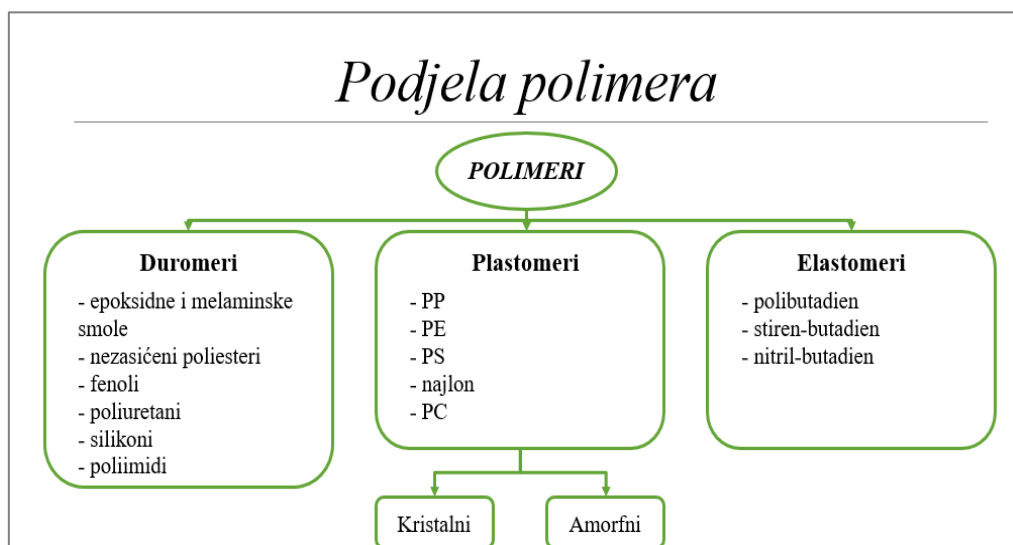 Podjela polimera
POLIMERI
Duromeri
- epoksidne i melaminske
smole
- nezasićeni poliesteri
- fenoli
- poliuretani
- silikoni
- poliimidi
Plastomeri
- PP
- PE
- PS
- najlon
- PC
Elastomeri
- polibutadien
- stiren-butadien
- nitril-butadien
Kristalni
Amorfni